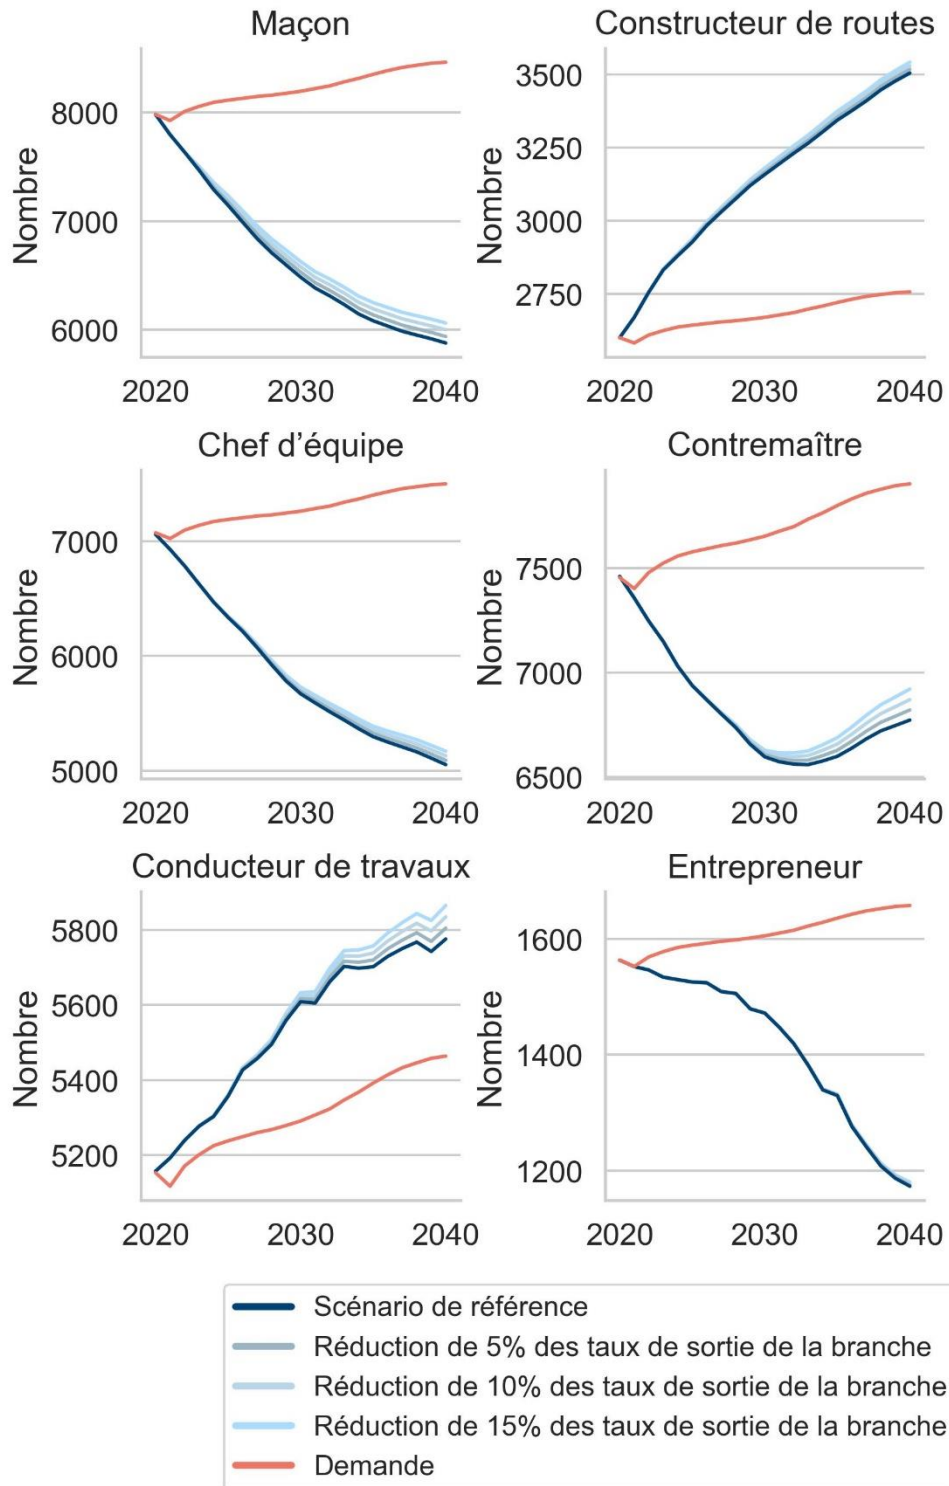 Maçon
Constructeur de routes
Nombre
8000
7000
6000
2020 2030 2040
Nombre
3500
3250
3000
2750
2020 2030 2040
Chef d’équipe
Contremaître
Nombre
7000
6000
5000
2020 2030 2040
Nombre
7500
7000
6500
2020 2030 2040
Conducteur de travaux
Entrepreneur
Nombre
5800
5600
5400
5200
2020 2030 2040
Nombre
1600
1400
1200
2020 2030 2040
Scénario de référence
Réduction de 5% des taux de sortie de la branche
Réduction de 10% des taux de sortie de la branche
Réduction de 15% des taux de sortie de la branche
Demande